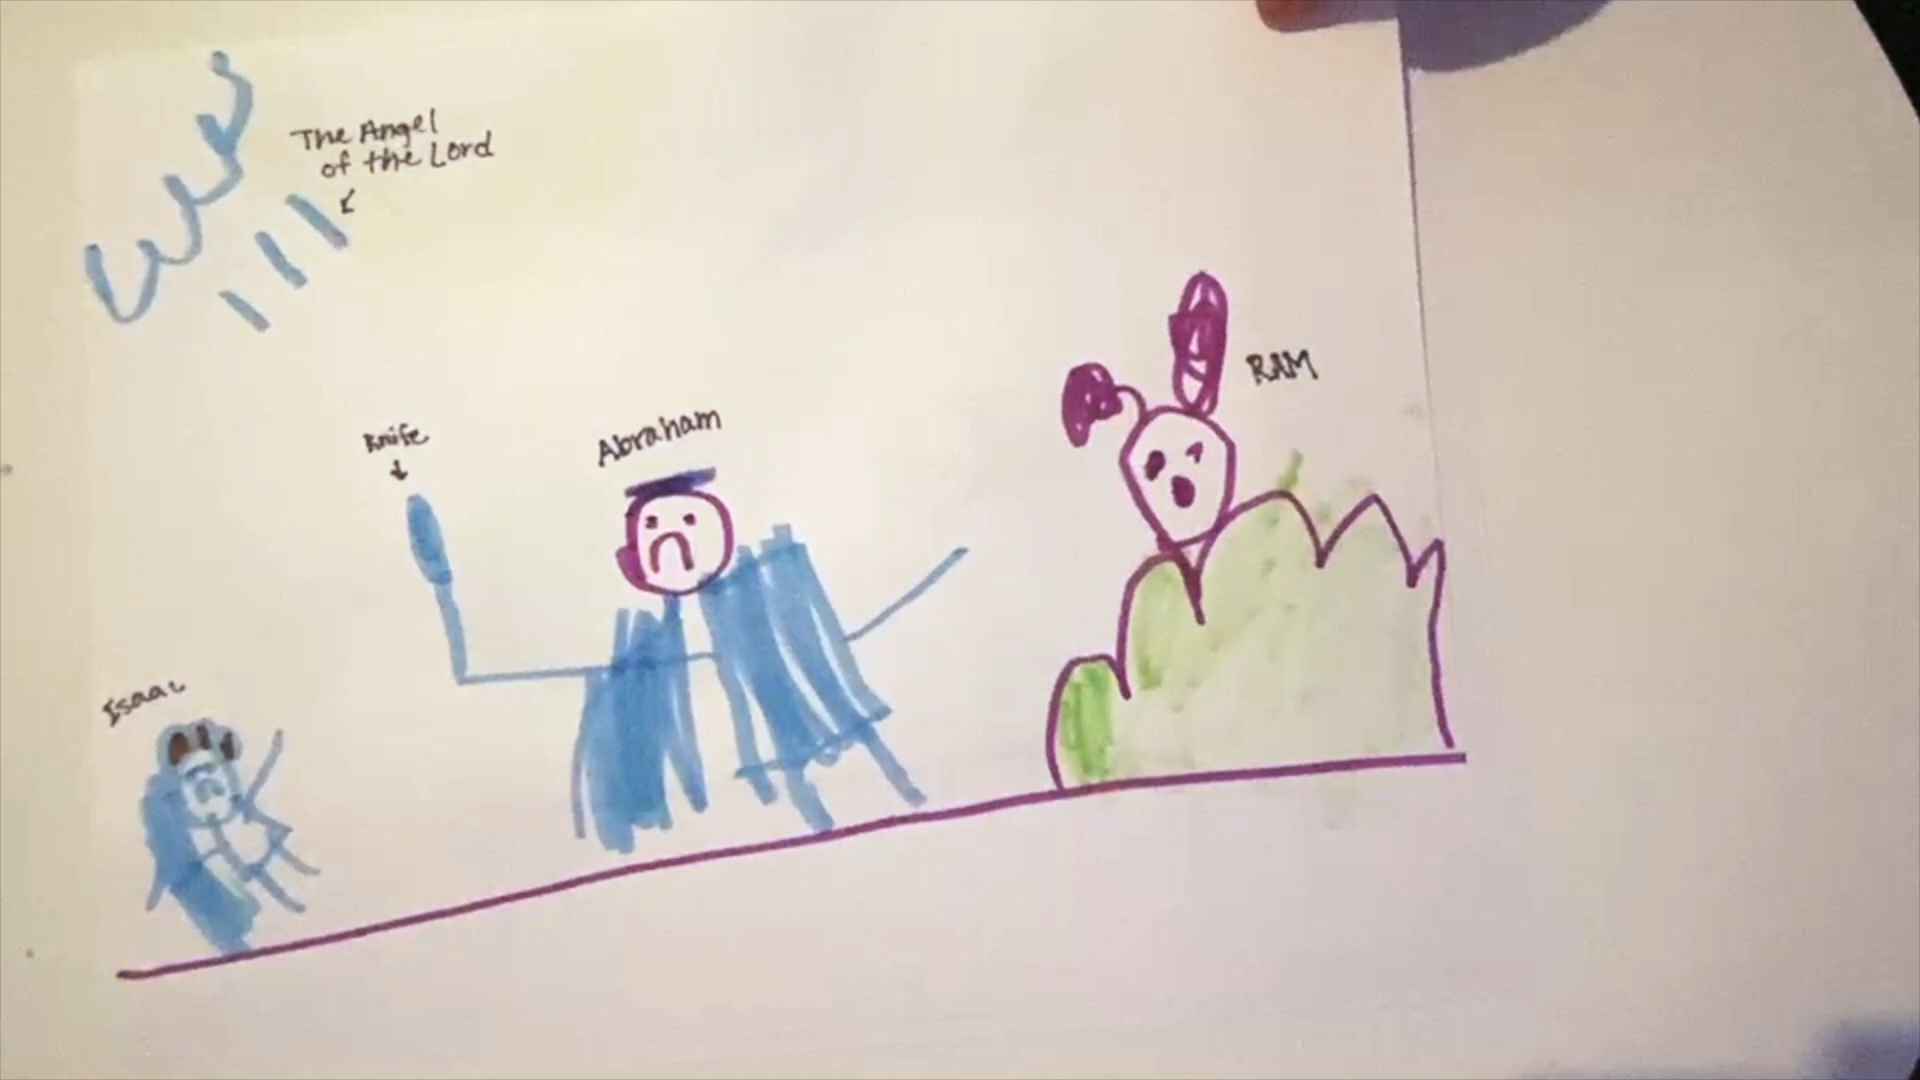 The Angel
of the Lord
Knife
Abraham
RAM
Isaac